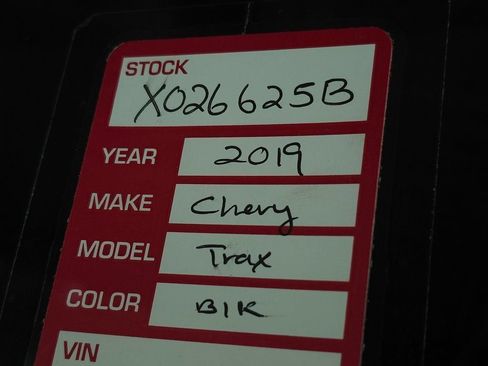 STOCK
X026625B
YEAR 2019
MAKE Chevy
MODEL Trax
COLOR BlK
VIN